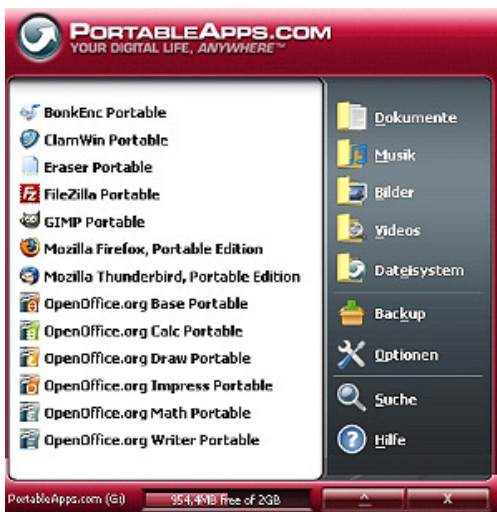 PORTABLEAPPS.COM
YOUR DIGITAL LIFE, ANYWHERE™
BonkEnc Portable
ClamWin Portable
Eraser Portable
FileZilla Portable
GIMP Portable
Mozilla Firefox, Portable Edition
Mozilla Thunderbird, Portable Edition
OpenOffice.org Base Portable
OpenOffice.org Calc Portable
OpenOffice.org Draw Portable
OpenOffice.org Impress Portable
OpenOffice.org Math Portable
OpenOffice.org Writer Portable
Dokumente
Musik
Bilder
Videos
Dateisystem
Backup
Optionen
Suche
Hilfe
PortableApps.com (G:) 954,4MB Free of 2GB ^ X